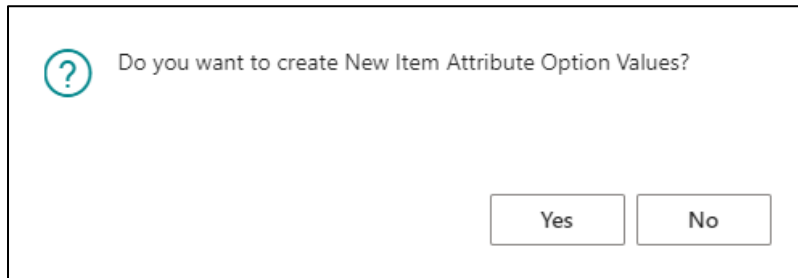 Do you want to create New Item Attribute Option Values?
Yes
No